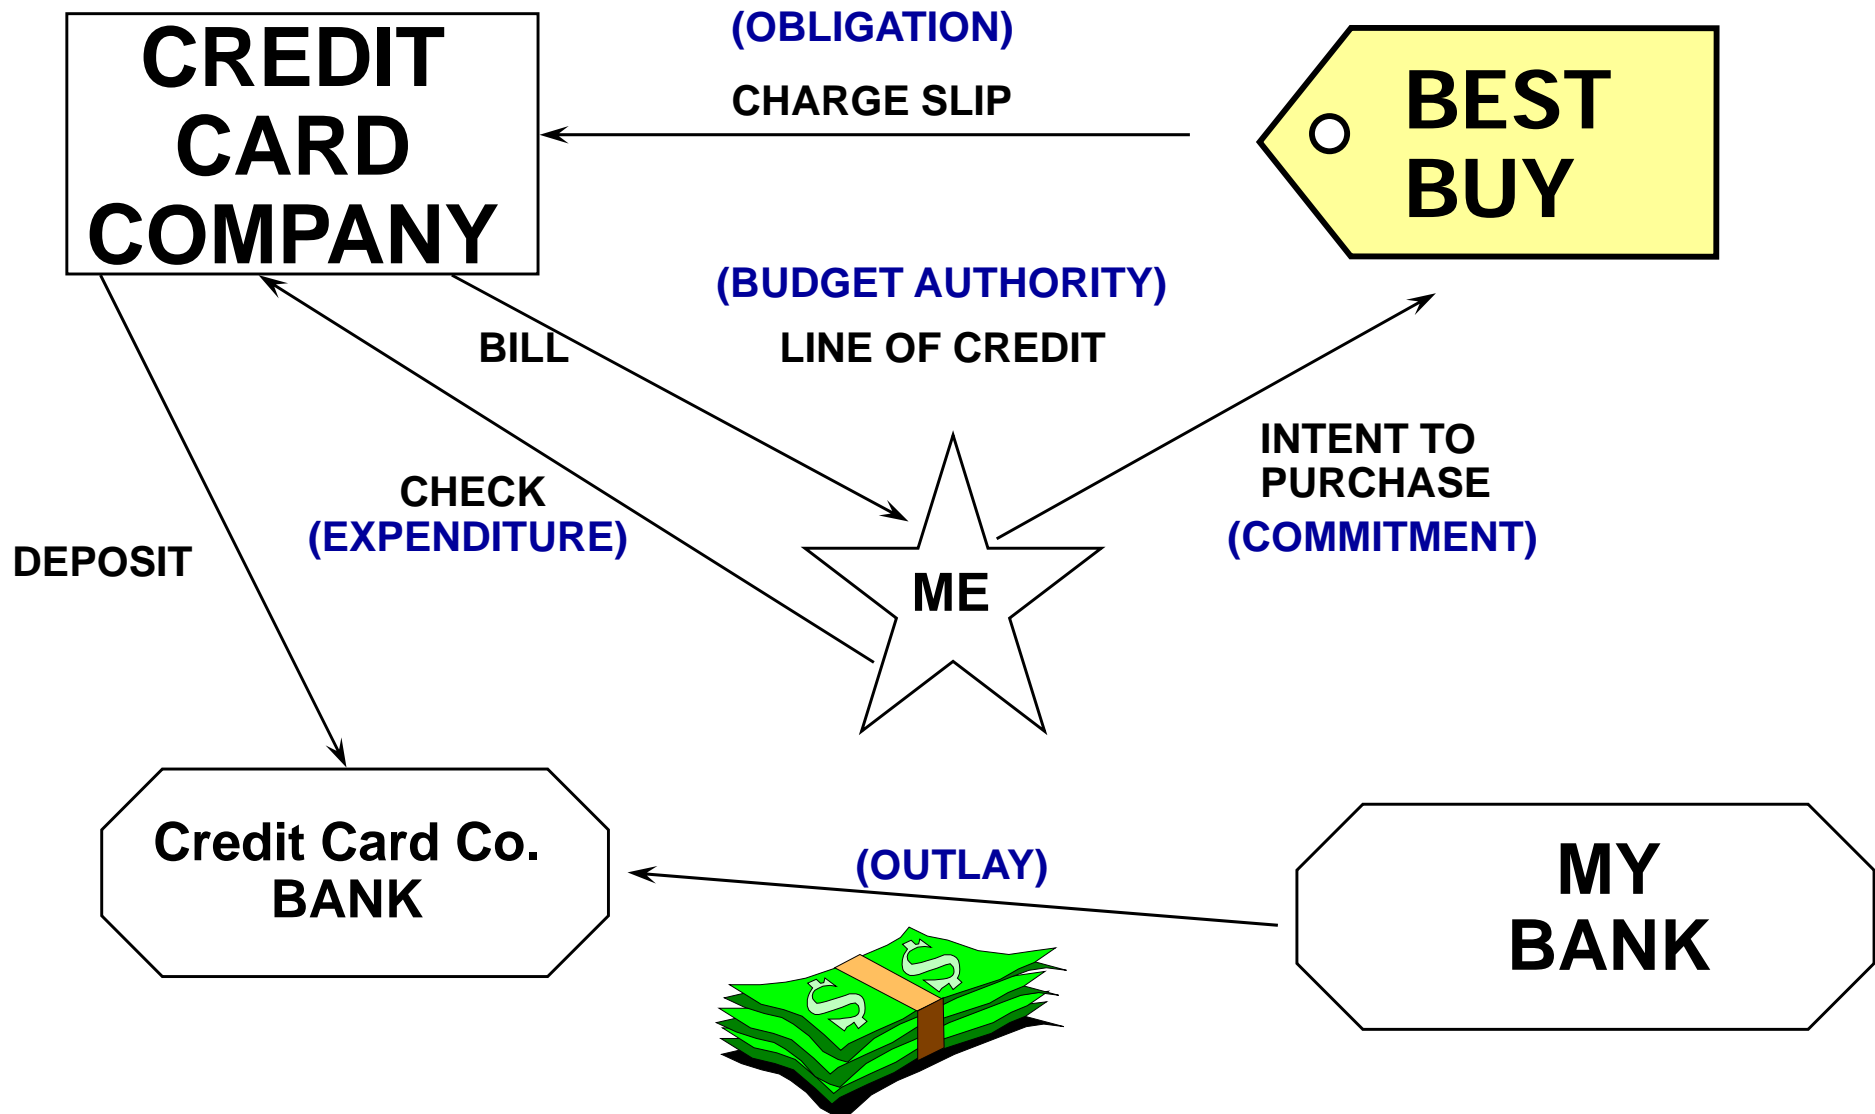 CREDIT
CARD
COMPANY
(OBLIGATION)
CHARGE SLIP
BEST
BUY
(BUDGET AUTHORITY)
LINE OF CREDIT
BILL
INTENT TO
PURCHASE
(COMMITMENT)
CHECK
(EXPENDITURE)
DEPOSIT
ME
Credit Card Co.
BANK
(OUTLAY)
MY
BANK
$
$